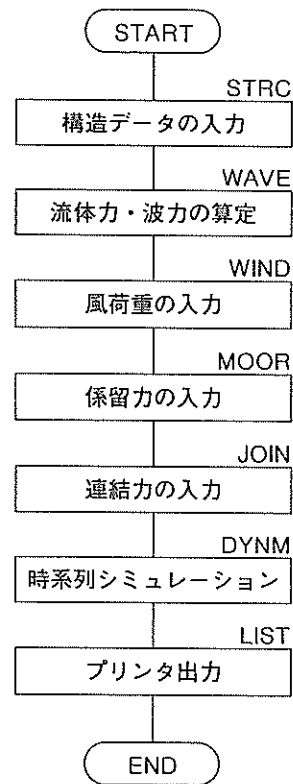 START
STRC
構造データの入力
WAVE
流体力・波力の算定
WIND
風荷重の入力
MOOR
係留力の入力
JOIN
連結力の入力
DYNM
時系列シミュレーション
LIST
プリンタ出力
END